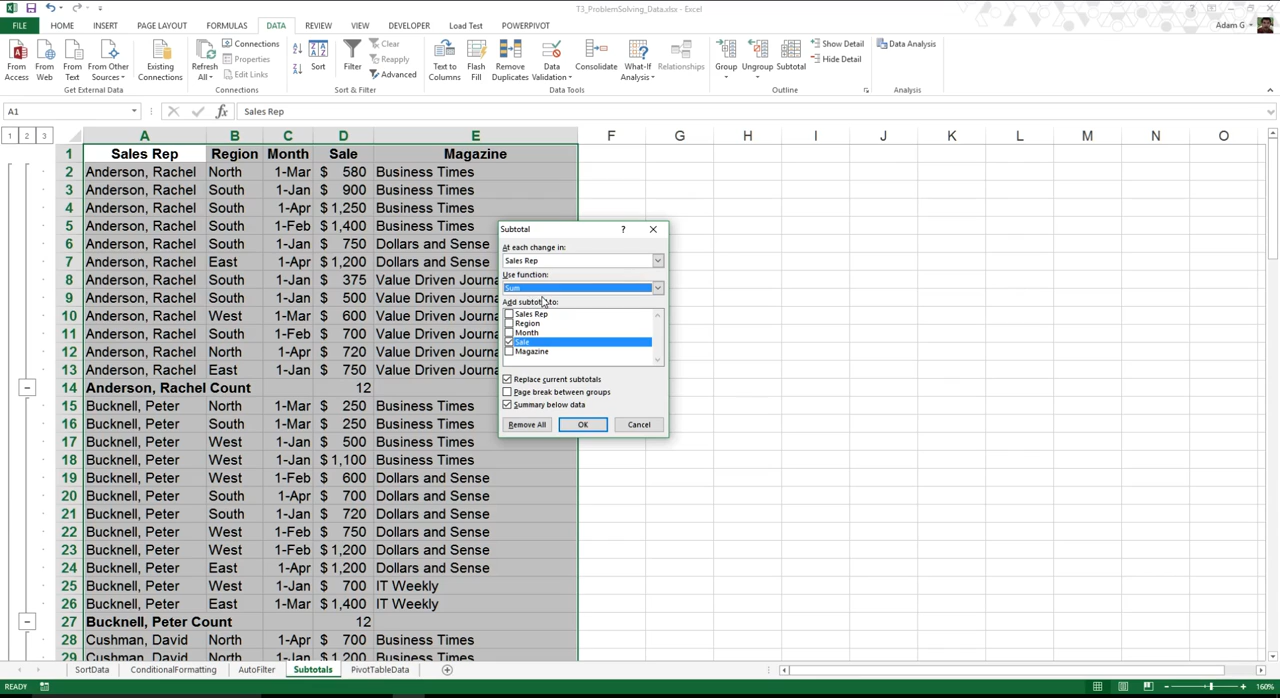 T3_ProblemSolving_Data.xlsx - Excel
FILE HOME INSERT PAGE LAYOUT FORMULAS DATA REVIEW VIEW DEVELOPER Load Test POWERPIVOT Adam G
From Access
From Web
From Text
From Other Sources
Existing Connections
Get External Data
Refresh All
Connections
Properties
Edit Links
Connections
Sort
Filter
Clear
Reapply
Advanced
Sort & Filter
Text to Columns
Flash Fill
Remove Duplicates
Data Validation
Consolidate
What-If Analysis
Relationships
Data Tools
Group
Ungroup
Subtotal
Show Detail
Hide Detail
Outline
Data Analysis
Analysis
A1 fx Sales Rep
1 2 3 A B C D E F G H I J K L M N O
1 Sales Rep Region Month Sale Magazine
2 Anderson, Rachel North 1-Mar $ 580 Business Times
3 Anderson, Rachel South 1-Jan $ 900 Business Times
4 Anderson, Rachel South 1-Apr $ 1,250 Business Times
5 Anderson, Rachel South 1-Feb $ 1,400 Business Times
6 Anderson, Rachel South 1-Jan $ 750 Dollars and Sense
7 Anderson, Rachel East 1-Apr $ 1,200 Dollars and Sense
8 Anderson, Rachel South 1-Jan $ 375 Value Driven Journa
9 Anderson, Rachel South 1-Jan $ 500 Value Driven Journa
10 Anderson, Rachel West 1-Mar $ 600 Value Driven Journa
11 Anderson, Rachel South 1-Feb $ 700 Value Driven Journa
12 Anderson, Rachel West 1-Apr $ 720 Value Driven Journa
13 Anderson, Rachel East 1-Jan $ 750 Value Driven Journa
14 Anderson, Rachel Count 12
15 Bucknell, Peter North 1-Mar $ 250 Business Times
16 Bucknell, Peter South 1-Mar $ 250 Business Times
17 Bucknell, Peter West 1-Jan $ 500 Business Times
18 Bucknell, Peter West 1-Jan $ 1,100 Business Times
19 Bucknell, Peter West 1-Feb $ 600 Dollars and Sense
20 Bucknell, Peter South 1-Apr $ 700 Dollars and Sense
21 Bucknell, Peter South 1-Jan $ 720 Dollars and Sense
22 Bucknell, Peter West 1-Feb $ 750 Dollars and Sense
23 Bucknell, Peter West 1-Feb $ 1,200 Dollars and Sense
24 Bucknell, Peter East 1-Apr $ 1,200 Dollars and Sense
25 Bucknell, Peter West 1-Jan $ 700 IT Weekly
26 Bucknell, Peter East 1-Mar $ 1,400 IT Weekly
27 Bucknell, Peter Count 12
28 Cushman, David North 1-Apr $ 700 Business Times
29 Cushman, David North 1-Jan $ 1,200 Business Times
Subtotal ?
At each change in:
Sales Rep
Use function:
Sum
Add subtotal to:
Sales Rep
Region
Month
Sale
Magazine
Replace current subtotals
Page break between groups
Summary below data
Remove All OK Cancel
SortData ConditionalFormatting AutoFilter Subtotals PivotTableData
READY 160%